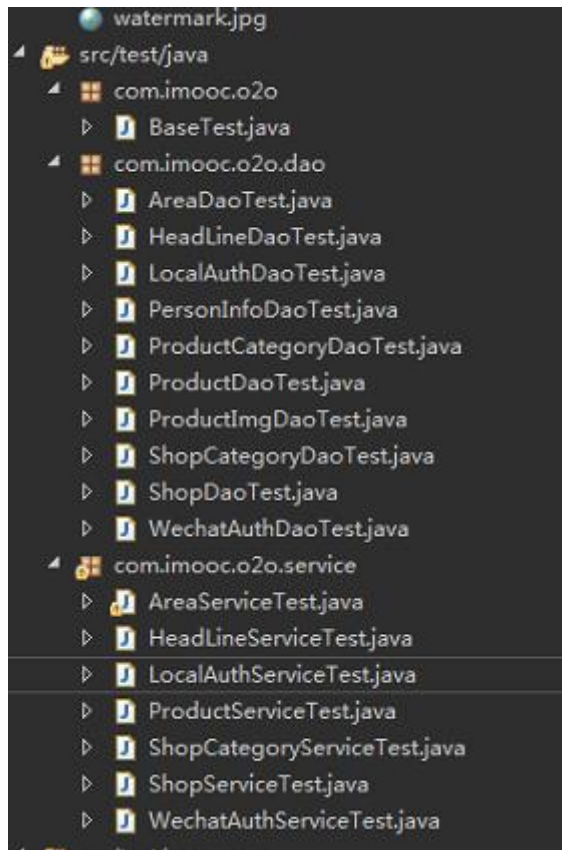 watermark.jpg
src/test/java
com.imooc.o2o
BaseTest.java
com.imooc.o2o.dao
AreaDaoTest.java
HeadLineDaoTest.java
LocalAuthDaoTest.java
PersonInfoDaoTest.java
ProductCategoryDaoTest.java
ProductDaoTest.java
ProductImgDaoTest.java
ShopCategoryDaoTest.java
ShopDaoTest.java
WechatAuthDaoTest.java
com.imooc.o2o.service
AreaServiceTest.java
HeadLineServiceTest.java
LocalAuthServiceTest.java
ProductServiceTest.java
ShopCategoryServiceTest.java
ShopServiceTest.java
WechatAuthServiceTest.java